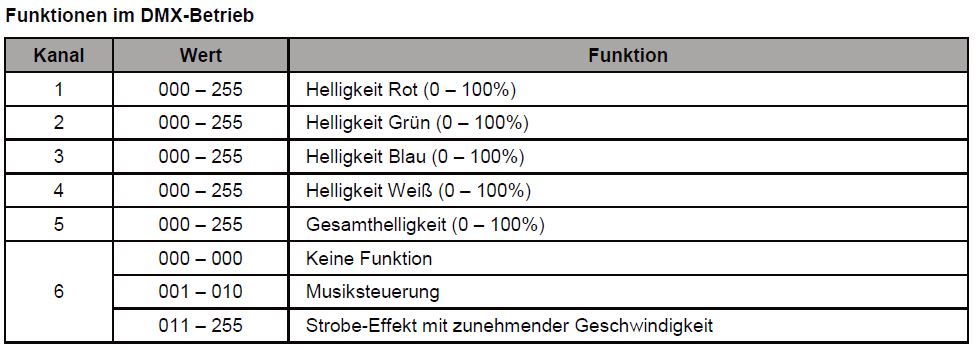 Funktionen im DMX-Betrieb
Kanal Wert Funktion
1 000 – 255 Helligkeit Rot (0 – 100%)
2 000 – 255 Helligkeit Grün (0 – 100%)
3 000 – 255 Helligkeit Blau (0 – 100%)
4 000 – 255 Helligkeit Weiß (0 – 100%)
5 000 – 255 Gesamthelligkeit (0 – 100%)
000 – 000 Keine Funktion
6 001 – 010 Musiksteuerung
011 – 255 Strobe-Effekt mit zunehmender Geschwindigkeit